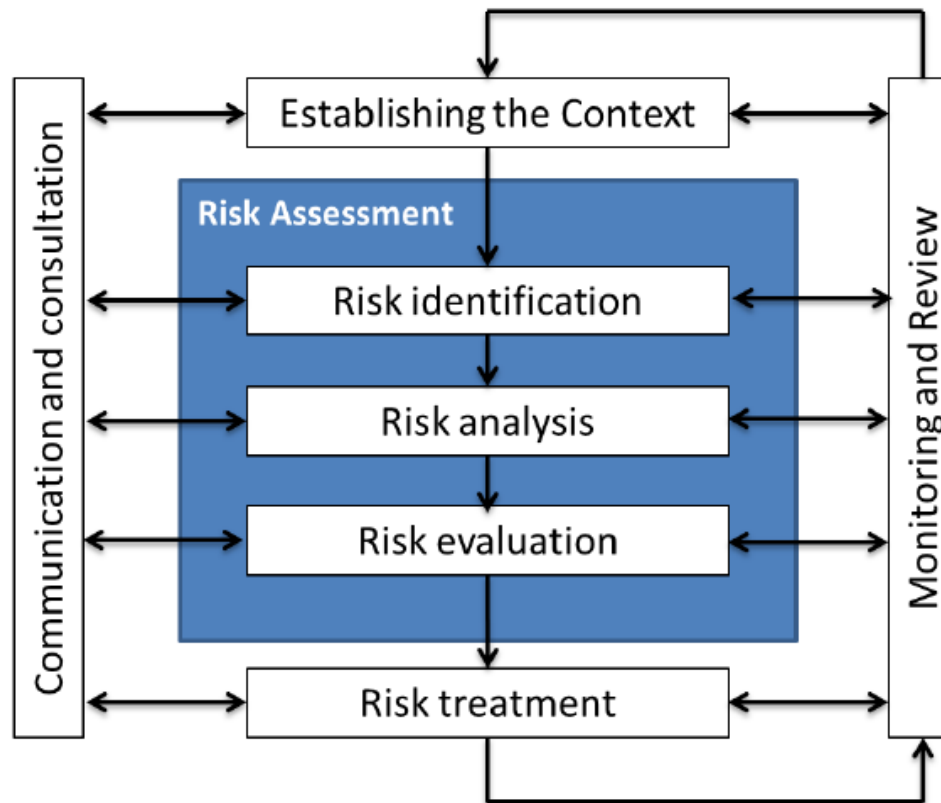 Establishing the Context
Risk Assessment
Risk identification
Risk analysis
Risk evaluation
Risk treatment
Communication and consultation
Monitoring and Review